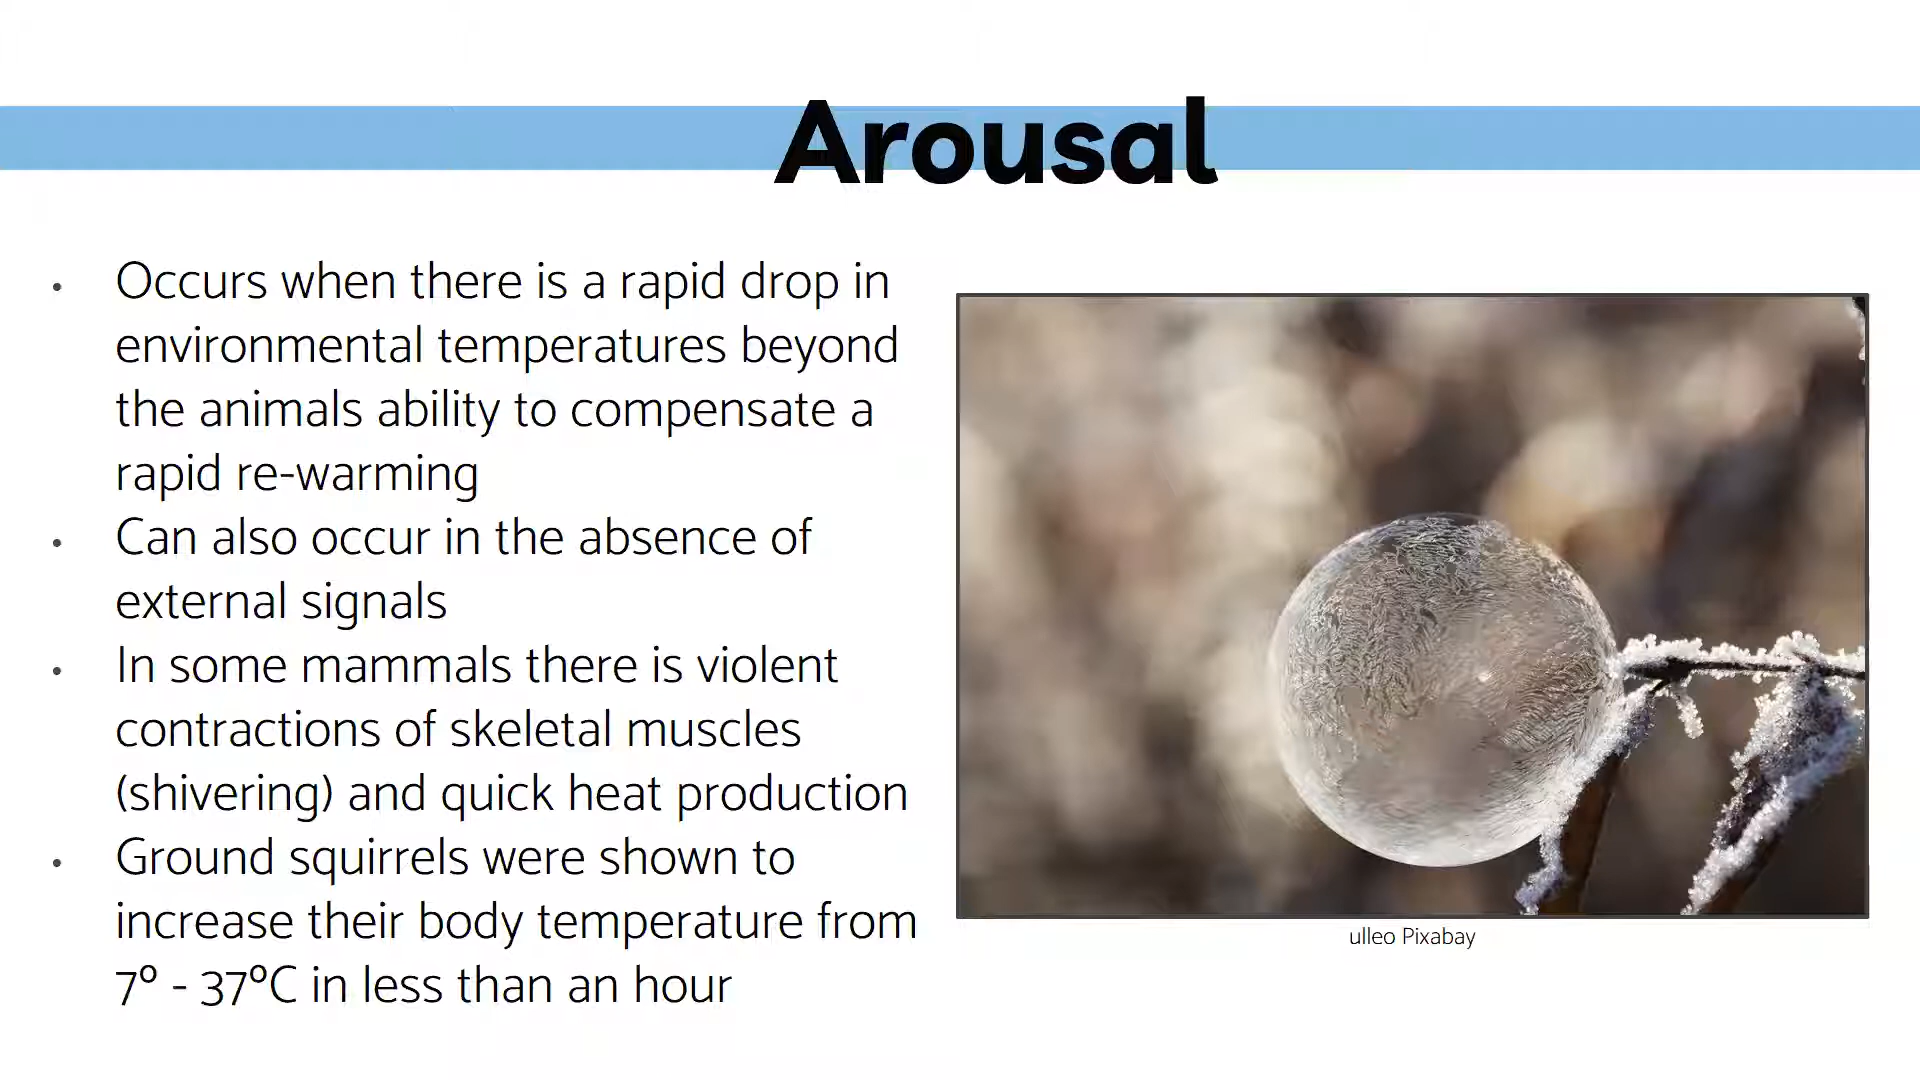 Arousal
• Occurs when there is a rapid drop in
environmental temperatures beyond
the animals ability to compensate a
rapid re-warming
• Can also occur in the absence of
external signals
• In some mammals there is violent
contractions of skeletal muscles
(shivering) and quick heat production
• Ground squirrels were shown to
increase their body temperature from
7º - 37ºC in less than an hour
ulleo Pixabay